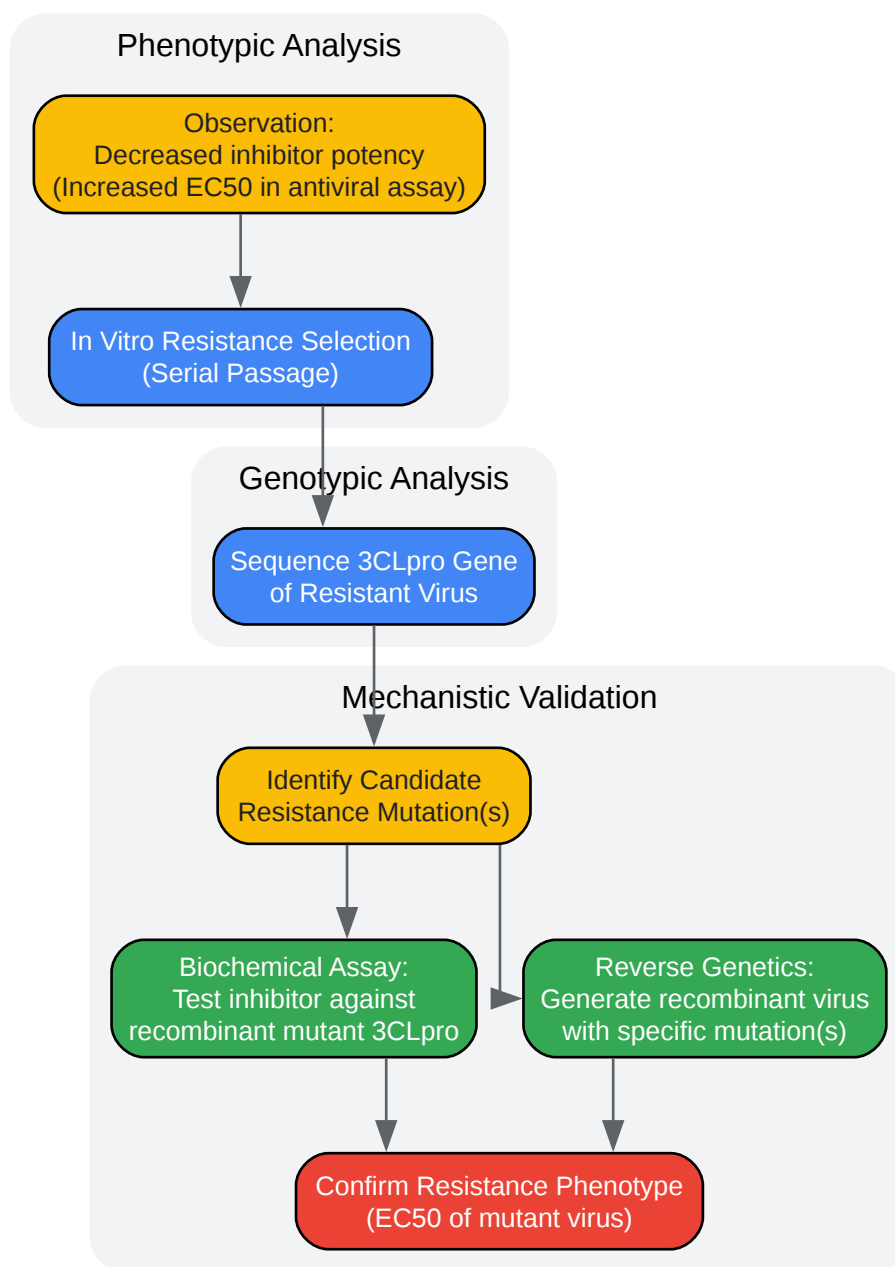 Phenotypic Analysis
Observation:
Decreased inhibitor potency
(Increased EC50 in antiviral assay)
In Vitro Resistance Selection
(Serial Passage)
Genotypic Analysis
Sequence 3CLpro Gene
of Resistant Virus
Mechanistic Validation
Identify Candidate
Resistance Mutation(s)
Biochemical Assay:
Test inhibitor against
recombinant mutant 3CLpro
Reverse Genetics:
Generate recombinant virus
with specific mutation(s)
Confirm Resistance Phenotype
(EC50 of mutant virus)